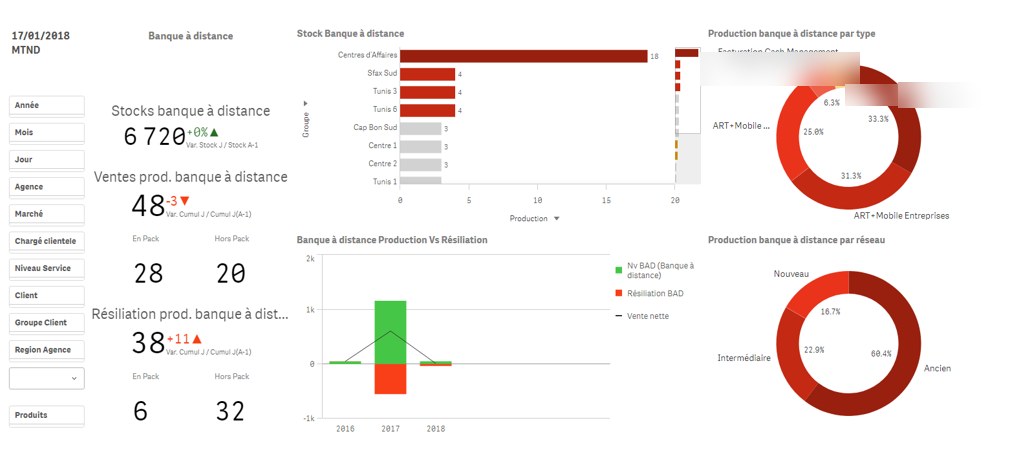 17/01/2018
MTND
Banque à distance
Année
Mois
Jour
Agence
Marché
Chargé clientele
Niveau Service
Client
Groupe Client
Region Agence
Produits
Stocks banque à distance
6 720 +0% ▲
Var. Stock J / Stock A-1
Ventes prod. banque à distance
48 -3 ▼
Var. Cumul J / Cumul J(A-1)
En Pack Hors Pack
28 20
Résiliation prod. banque à dist...
38 +11 ▲
Var. Cumul J / Cumul J(A-1)
En Pack Hors Pack
6 32
Stock Banque à distance
Groupe
Centres d'Affaires 18
Sfax Sud 4
Tunis 3 4
Tunis 6 4
Cap Bon Sud 3
Centre 1 3
Centre 2 3
Tunis 1
0 5 10 15 20
Production
Banque à distance Production Vs Résiliation
2k
1k
0
-1k
2016 2017 2018
Nv BAD (Banque à
distance)
Résiliation BAD
Vente nette
Production banque à distance par type
Facturation Cash Management
6.3%
33.3%
ART+Mobile ... 25.0%
31.3%
ART+Mobile Entreprises
Production banque à distance par réseau
Nouveau
16.7%
Intermédiaire 22.9%
60.4%
Ancien